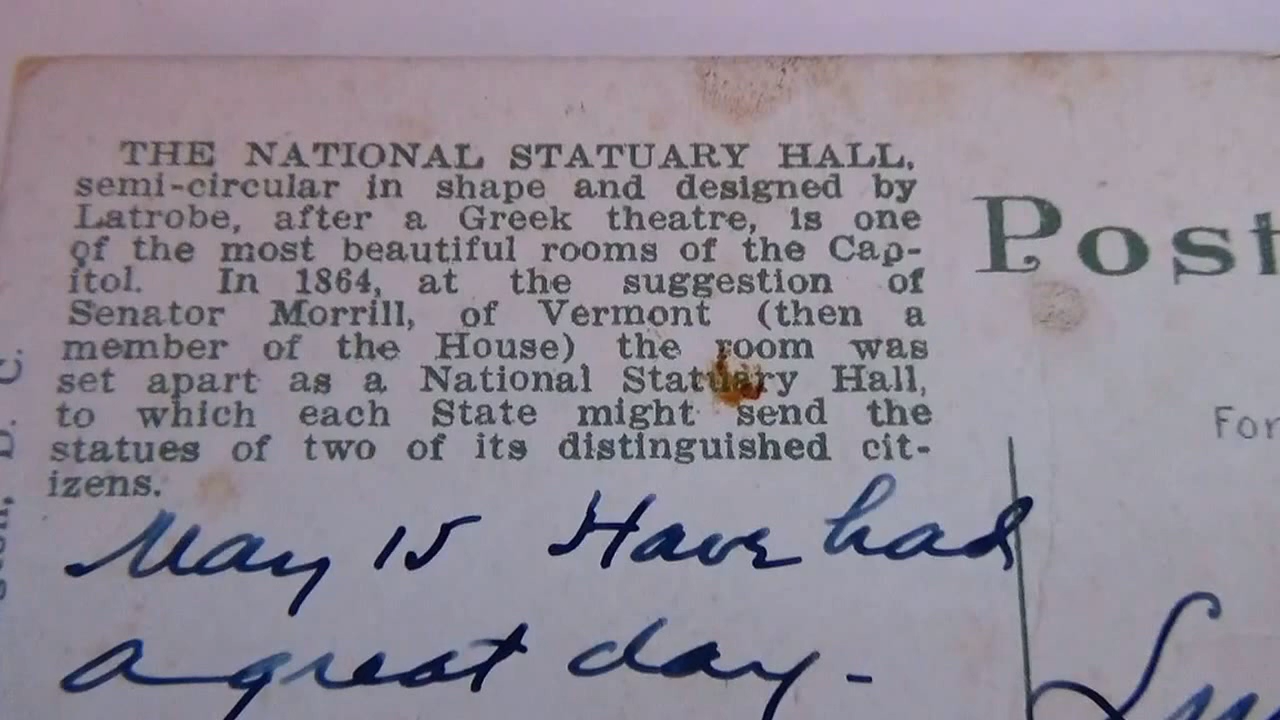 THE NATIONAL STATUARY HALL,
semi-circular in shape and designed by
Latrobe, after a Greek theatre, is one
of the most beautiful rooms of the Cap-
itol. In 1864, at the suggestion of
Senator Morrill, of Vermont (then a
member of the House) the room was
set apart as a National Statuary Hall,
to which each State might send the
statues of two of its distinguished cit-
izens.
May 15 Have had
a great day -
Post
For
D. C.